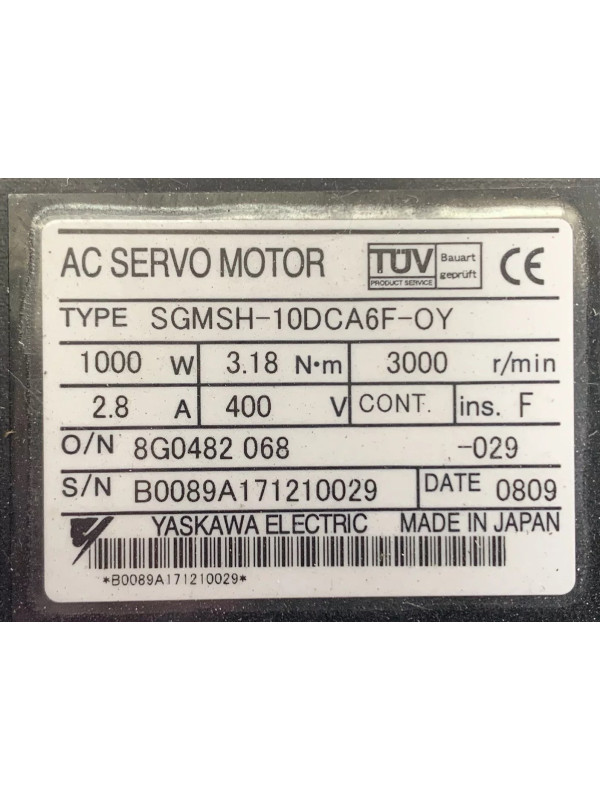 AC SERVO MOTOR TÜV PRODUCT SERVICE Bauart geprüft CE
TYPE SGMSH-10DCA6F-OY
1000 W 3.18 N·m 3000 r/min
2.8 A 400 V CONT. ins. F
O/N 8G0482 068 -029
S/N B0089A171210029 DATE 0809
YASKAWA ELECTRIC MADE IN JAPAN
*B0089A171210029*